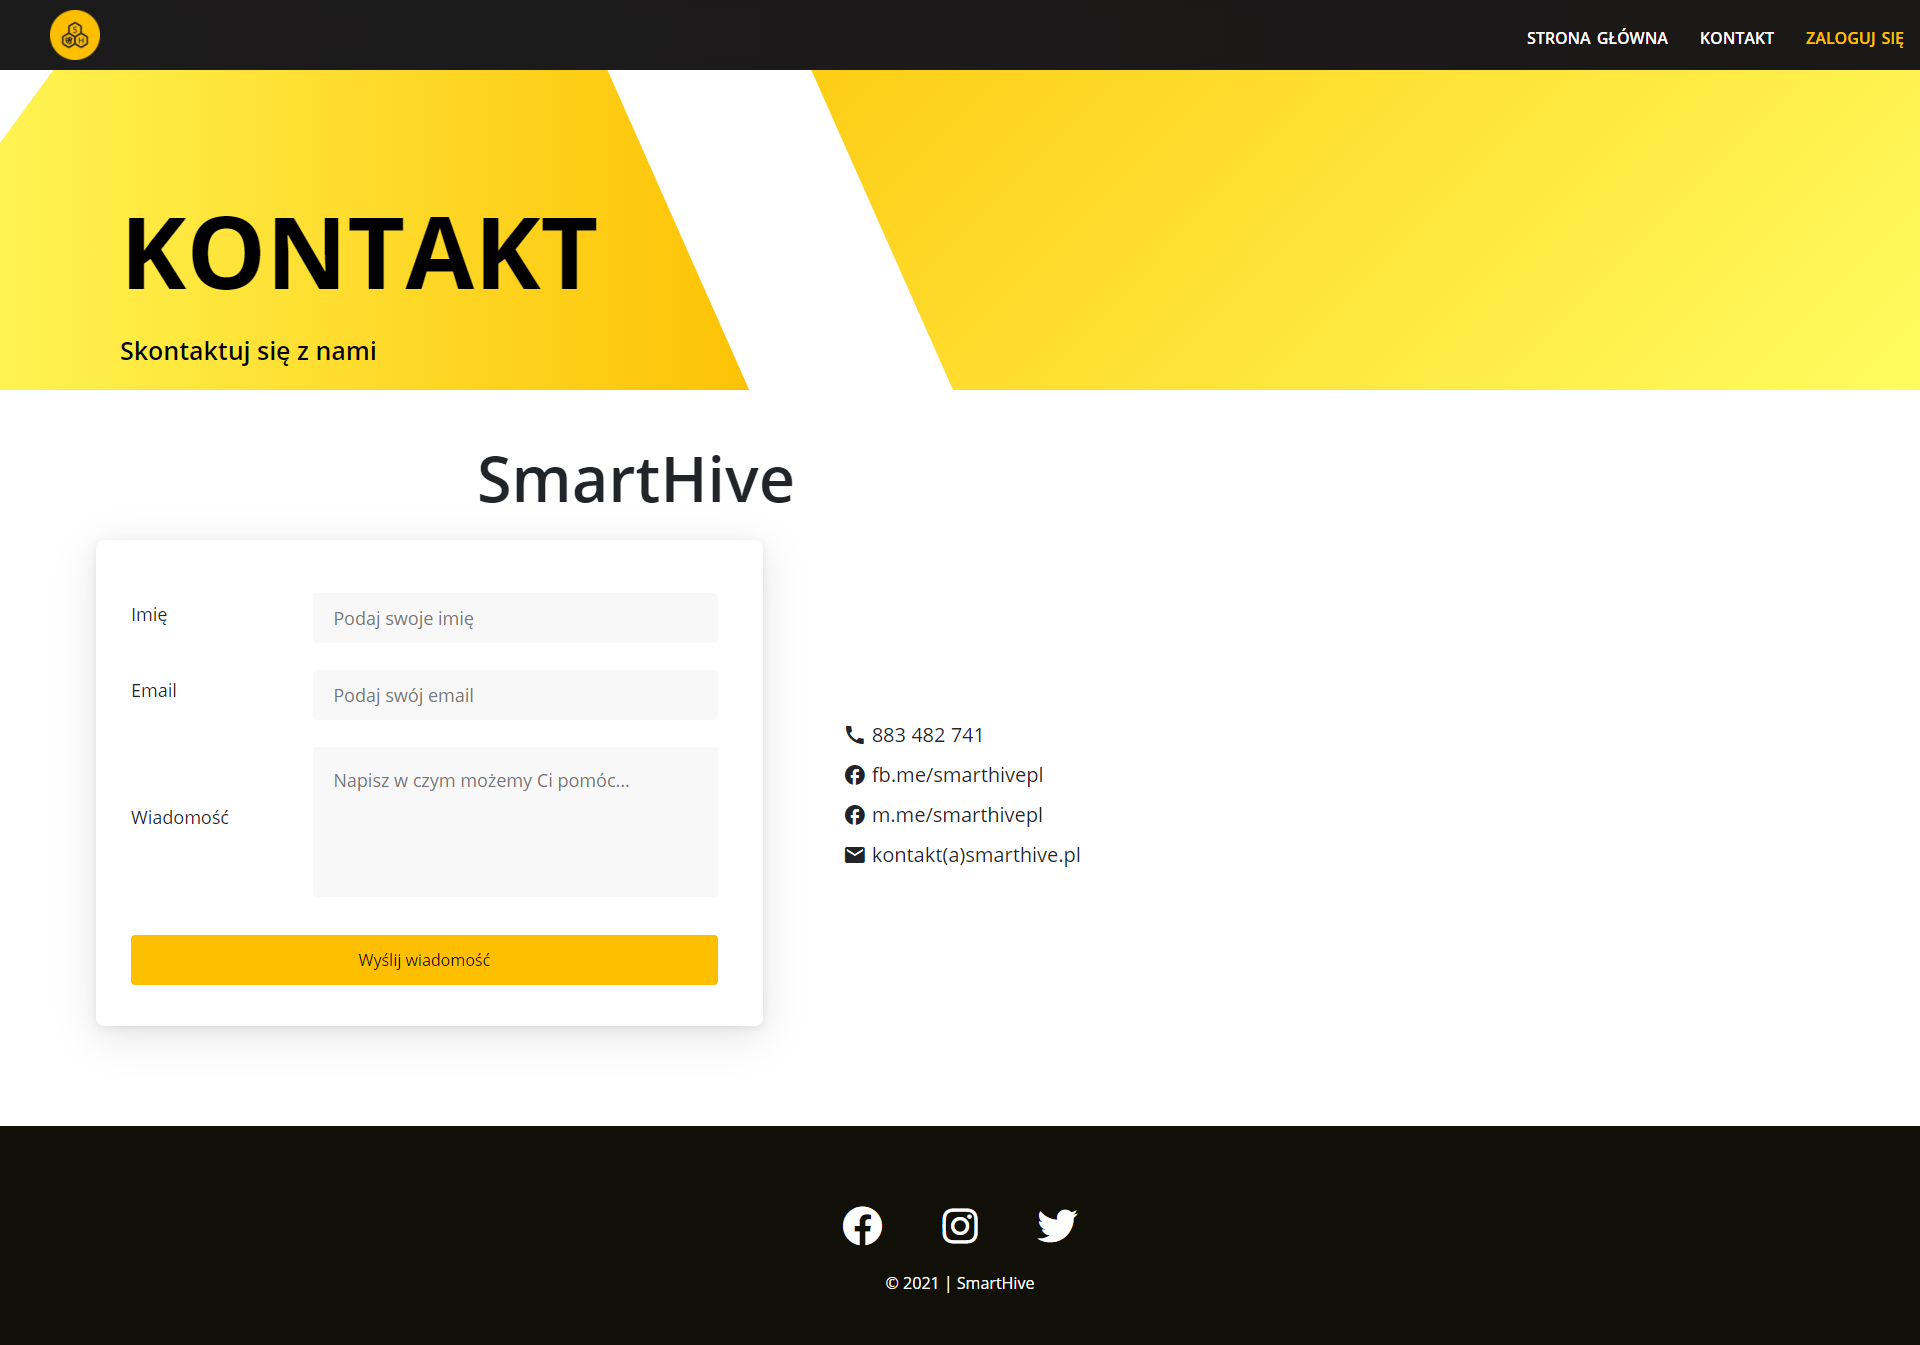 STRONA GŁÓWNA KONTAKT ZALOGUJ SIĘ
KONTAKT
Skontaktuj się z nami
SmartHive
Imię
Podaj swoje imię
Email
Podaj swój email
Wiadomość
Napisz w czym możemy Ci pomóc...
Wyślij wiadomość
883 482 741
fb.me/smarthivepl
m.me/smarthivepl
kontakt(a)smarthive.pl
© 2021 | SmartHive